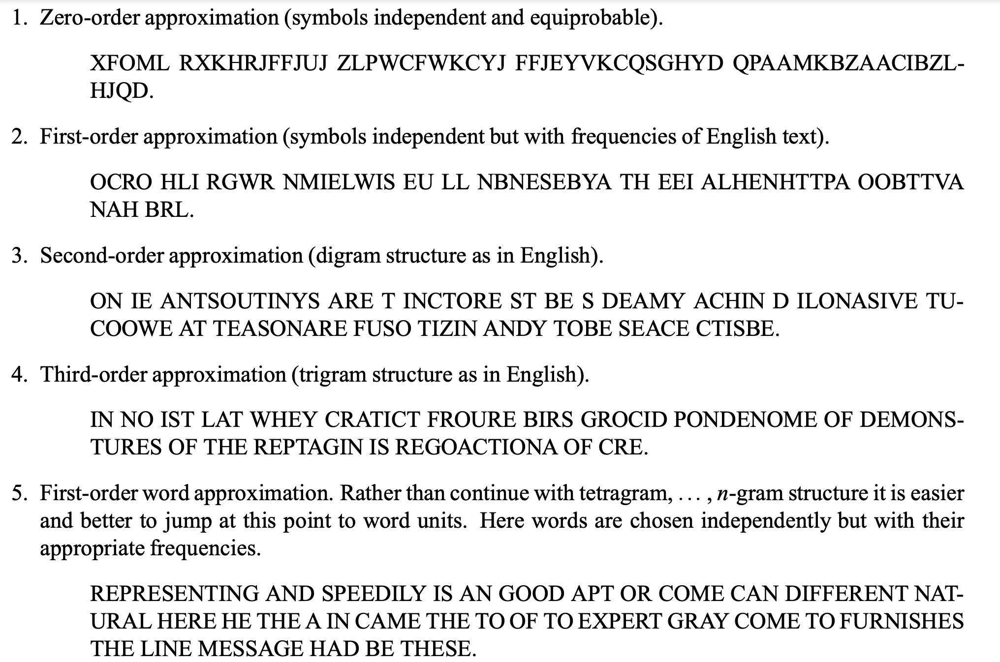 1. Zero-order approximation (symbols independent and equiprobable).
XFOML RXKHRJFFJUJ ZLPWCFWKCYJ FFJEYVKCQSGHYD QPAAMKBZAACIBZL-
HJQD.
2. First-order approximation (symbols independent but with frequencies of English text).
OCRO HLI RGWR NMIELWIS EU LL NBNESEBYA TH EEI ALHENHTTPA OOBTTVA
NAH BRL.
3. Second-order approximation (digram structure as in English).
ON IE ANTSOUTINYS ARE T INCTORE ST BE S DEAMY ACHIN D ILONASIVE TU-
COOWE AT TEASONARE FUSO TIZIN ANDY TOBE SEACE CTISBE.
4. Third-order approximation (trigram structure as in English).
IN NO IST LAT WHEY CRATICT FROURE BIRS GROCID PONDENOME OF DEMONS-
TURES OF THE REPTAGIN IS REGOACTIONA OF CRE.
5. First-order word approximation. Rather than continue with tetragram, ... , n-gram structure it is easier
and better to jump at this point to word units. Here words are chosen independently but with their
appropriate frequencies.
REPRESENTING AND SPEEDILY IS AN GOOD APT OR COME CAN DIFFERENT NAT-
URAL HERE HE THE A IN CAME THE TO OF TO EXPERT GRAY COME TO FURNISHES
THE LINE MESSAGE HAD BE THESE.